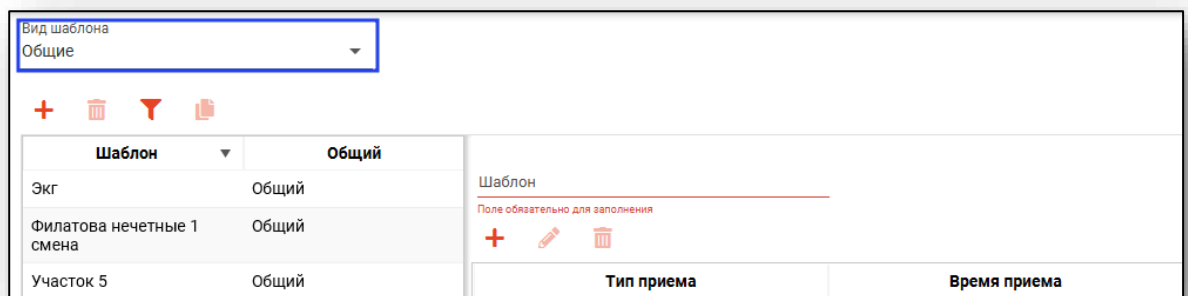 Вид шаблона
Общие
Шаблон Общий
Экг Общий
Филатова нечетные 1 Общий
смена
Участок 5 Общий
Шаблон
Поле обязательно для заполнения
Тип приема Время приема